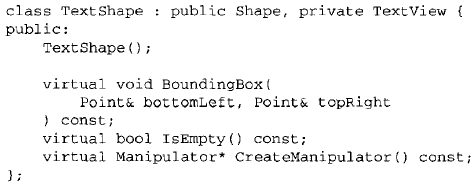 class TextShape : public Shape, private TextView {
public:
    TextShape();

    virtual void BoundingBox(
        Point& bottomLeft, Point& topRight
    ) const;
    virtual bool IsEmpty() const;
    virtual Manipulator* CreateManipulator() const;
};